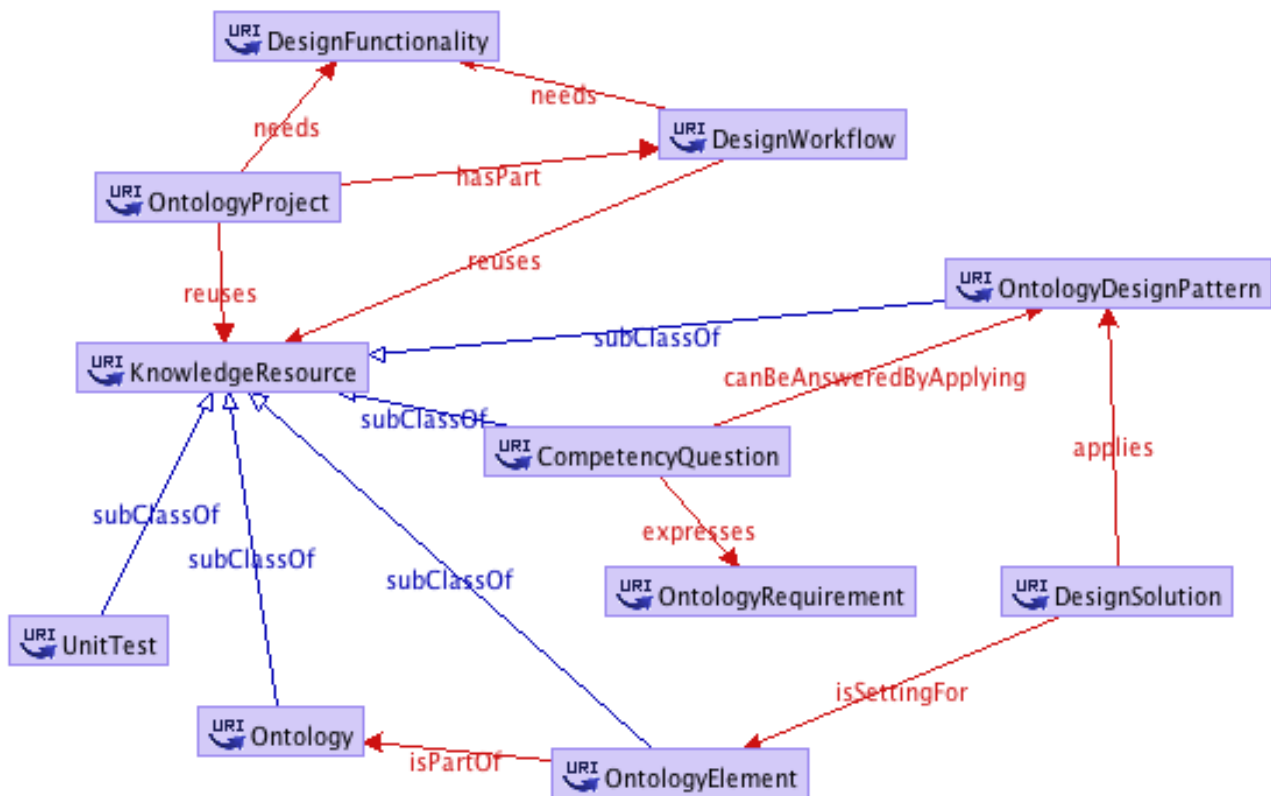 URI DesignFunctionality
needs
needs
URI DesignWorkflow
hasPart
URI OntologyProject
reuses
reuses
URI OntologyDesignPattern
subClassOf
URI KnowledgeResource
canBeAnsweredByApplying
subClassOf
URI CompetencyQuestion
applies
subClassOf
expresses
subClassOf
subClassOf
URI OntologyRequirement
URI DesignSolution
URI UnitTest
isSettingFor
URI Ontology
isPartOf
URI OntologyElement